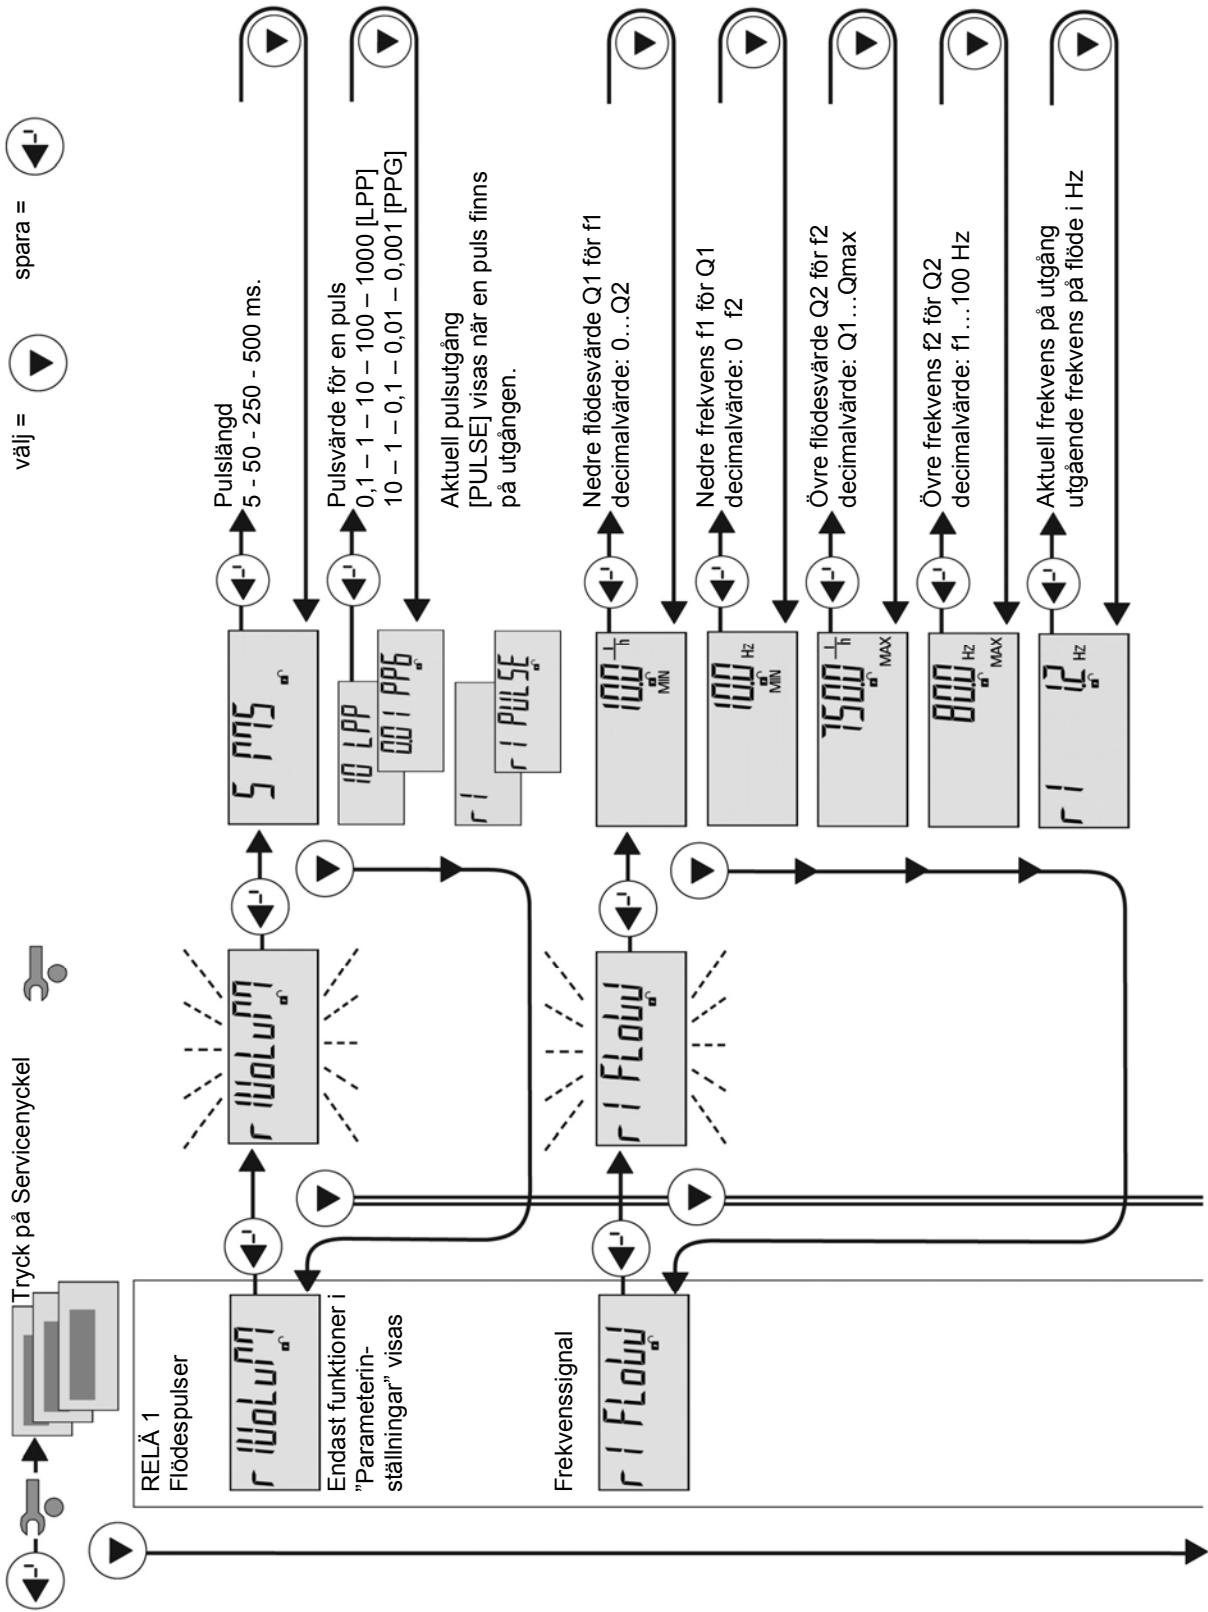 Tryck på Servicenyckel
välj =
spara =
RELÄ 1
Flödespulser
r 1VoLuM
Endast funktioner i
”Parameterin-
ställningar” visas
r 1VoLuM
5 MS
Pulslängd
5 - 50 - 250 - 500 ms.
10 LPP
0.01 PPG
Pulsvärde för en puls
0,1 – 1 – 10 – 100 – 1000 [LPP]
10 – 1 – 0,1 – 0,01 – 0,001 [PPG]
r 1
r 1 PULSE
Aktuell pulsutgång
[PULSE] visas när en puls finns
på utgången.
Frekvenssignal
r 1 FLoW
r 1 FLoW
10.0 l/h
MIN
Nedre flödesvärde Q1 för f1
decimalvärde: 0…Q2
10.0 Hz
MIN
Nedre frekvens f1 för Q1
decimalvärde: 0 f2
750.0 l/h
MAX
Övre flödesvärde Q2 för f2
decimalvärde: Q1…Qmax
80.0 Hz
MAX
Övre frekvens f2 för Q2
decimalvärde: f1…100 Hz
r 1 1.2 Hz
Aktuell frekvens på utgång
utgående frekvens på flöde i Hz